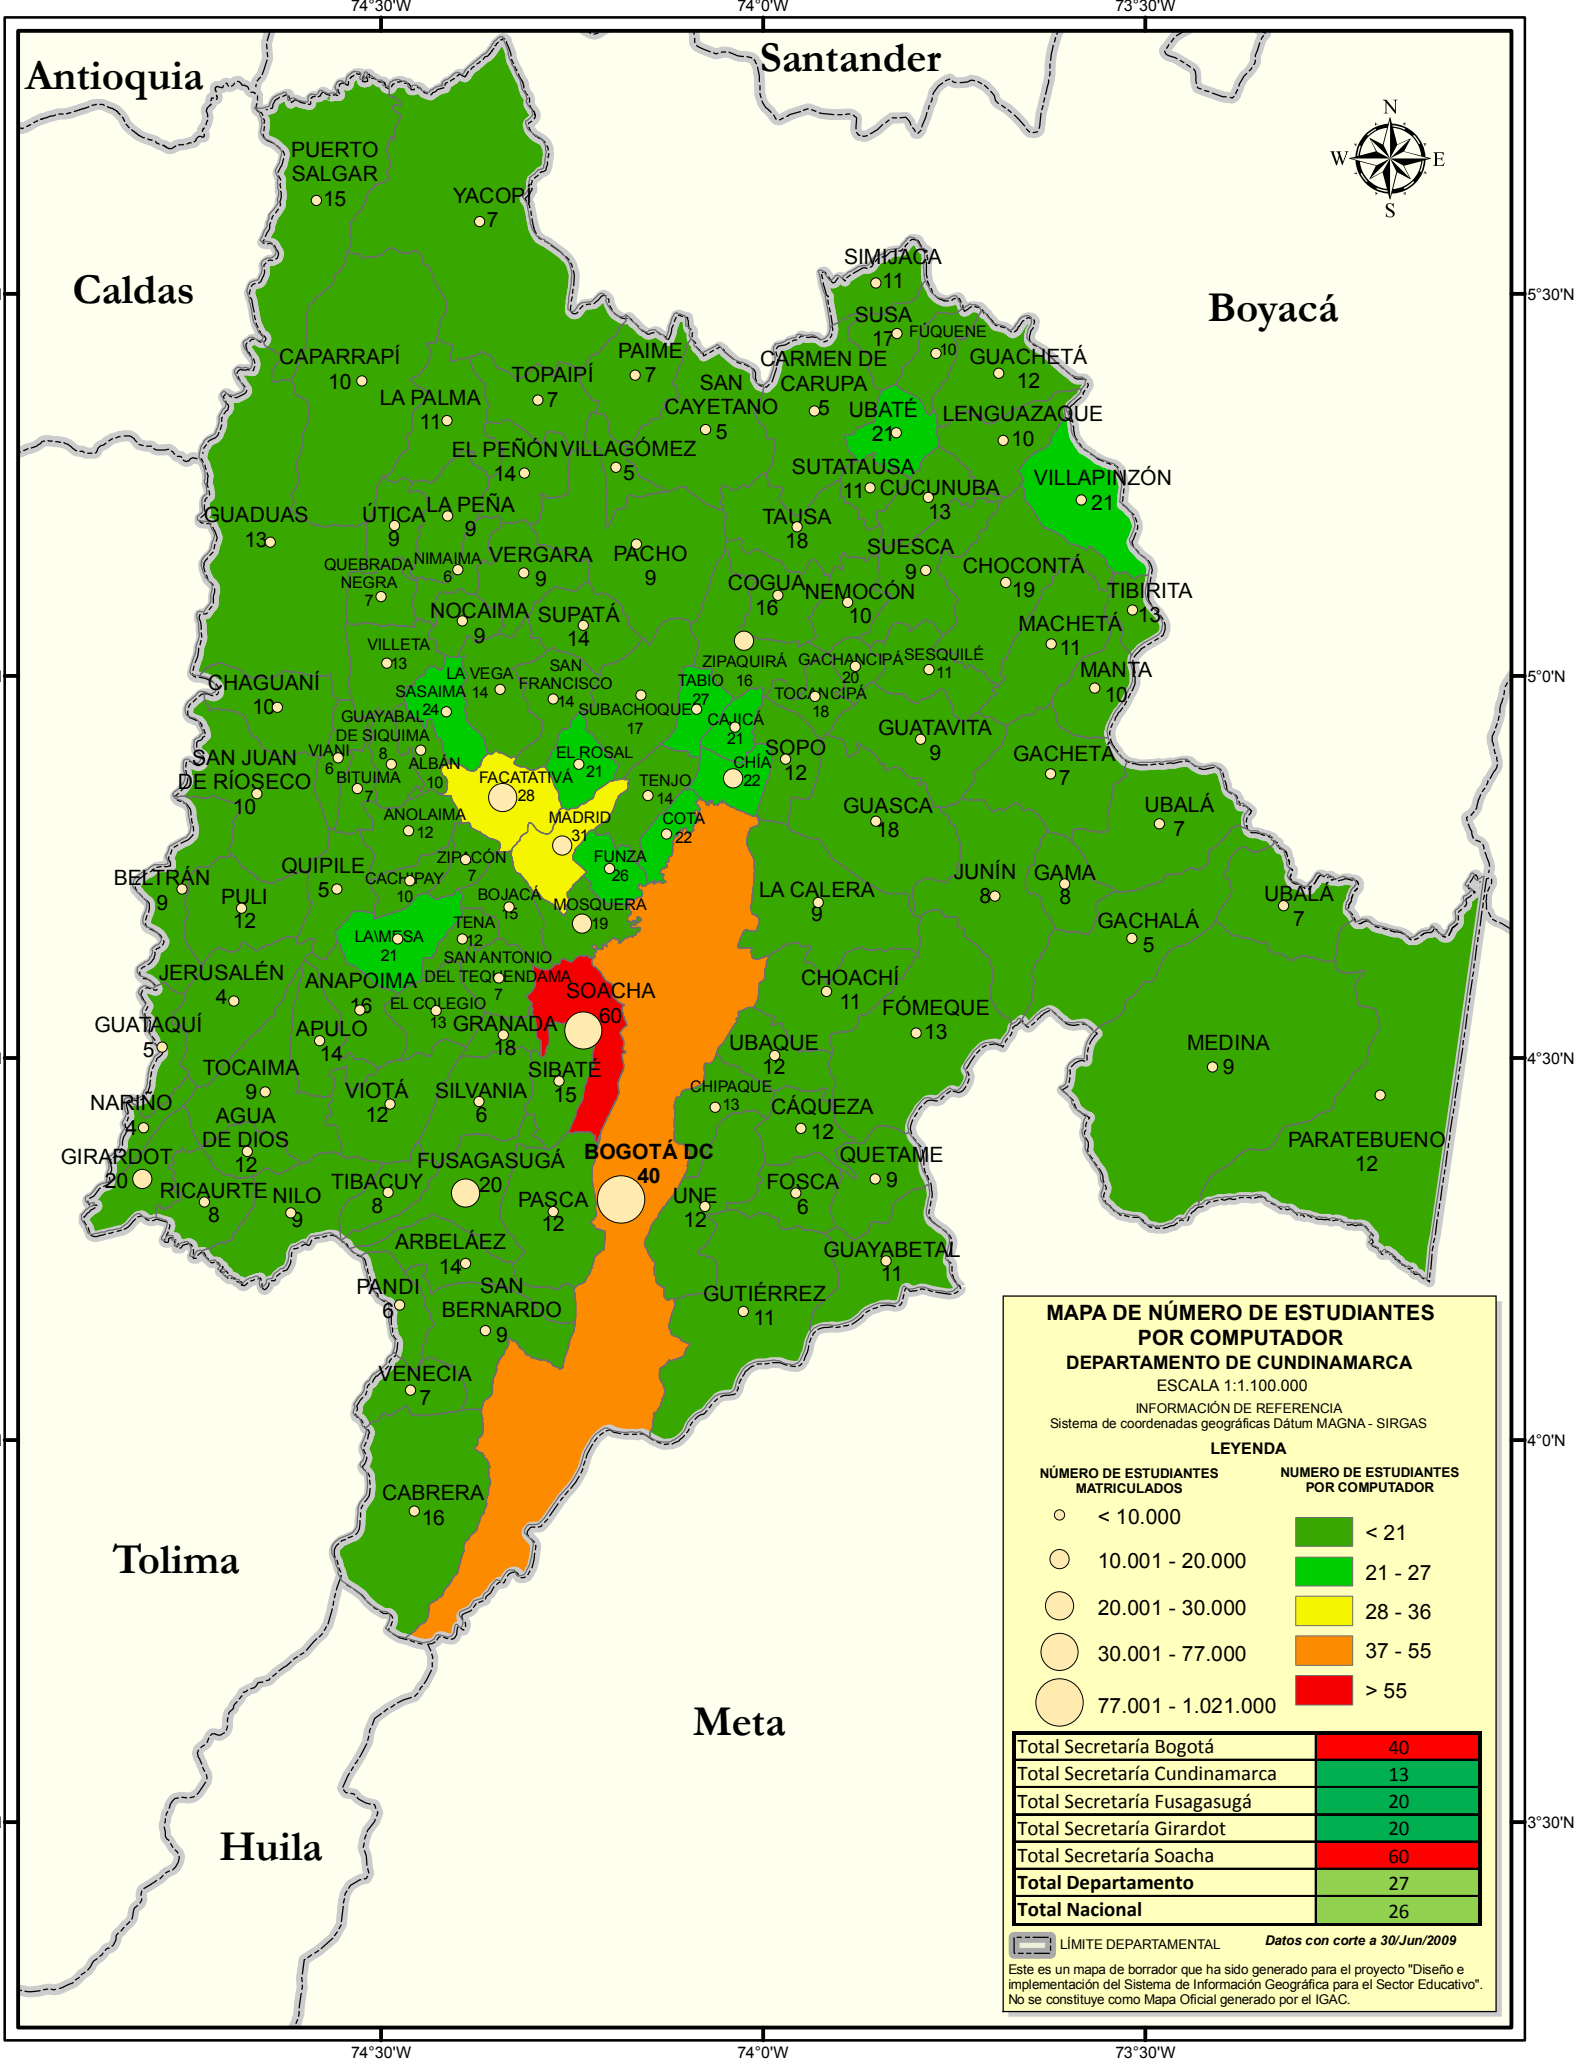 74°30'W
74°0'W
73°30'W
Antioquia
Santander
N
W
E
S
PUERTO
SALGAR
15
YACOPÍ
7
Caldas
Boyacá
SIMIJACA
11
5°30'N
SUSA
17
FÚQUENE
10
CAPARRAPÍ
10
PAIME
7
CARMEN DE
CARUPA
5
GUACHETÁ
12
TOPAIPÍ
7
SAN
CAYETANO
5
LA PALMA
11
UBATÉ
21
LENGUAZAQUE
10
EL PEÑÓN
14
VILLAGÓMEZ
5
SUTATAUSA
11
CUCUNUBA
13
VILLAPINZÓN
21
GUADUAS
13
ÚTICA
9
LA PEÑA
9
TAUSA
18
QUEBRADA
NEGRA
7
NIMAIMA
6
VERGARA
9
PACHO
9
SUESCA
9
CHOCONTÁ
19
COGUA
16
NEMOCÓN
10
TIBIRITA
13
NOCAIMA
9
SUPATÁ
14
MACHETÁ
11
VILLETA
13
LA VEGA
14
SAN
FRANCISCO
14
ZIPAQUIRÁ
16
GACHANCIPÁ
20
SESQUILÉ
11
MANTA
10
5°0'N
CHAGUANÍ
10
SASAIMA
24
SUBACHOQUE
17
TABIO
27
TOCANCIPÁ
18
GUAYABAL
DE SIQUIMA
8
CAJICÁ
21
GUATAVITA
9
SAN JUAN
DE RÍOSECO
10
VIANI
6
BITUIMA
7
ALBÁN
10
FACATATIVÁ
28
EL ROSAL
21
CHÍA
22
SOPO
12
GACHETÁ
7
TENJO
14
GUASCA
18
UBALÁ
7
ANOLAIMA
12
MADRID
31
COTA
22
BELTRÁN
9
QUIPILE
5
ZIPACÓN
7
FUNZA
26
PULI
12
CACHIPAY
10
BOJACÁ
15
MOSQUERA
19
LA CALERA
9
JUNÍN
8
GAMA
8
UBALÁ
7
GACHALÁ
5
LA MESA
21
TENA
12
JERUSALÉN
4
ANAPOIMA
16
SAN ANTONIO
DEL TEQUENDAMA
7
SOACHA
60
CHOACHÍ
11
FÓMEQUE
13
GUATAQUÍ
5
APULO
14
EL COLEGIO
13
GRANADA
18
UBAQUE
12
MEDINA
9
4°30'N
TOCAIMA
9
VIOTÁ
12
SILVANIA
6
SIBATÉ
15
CHIPAQUE
13
NARIÑO
4
AGUA
DE DIOS
12
CÁQUEZA
12
PARATEBUENO
12
GIRARDOT
20
FUSAGASUGÁ
20
BOGOTÁ DC
40
QUETAME
9
RICAURTE
8
NILO
9
TIBACUY
8
PASCA
12
UNE
12
FOSCA
6
ARBELÁEZ
14
GUAYABETAL
11
PANDI
6
SAN
BERNARDO
9
GUTIÉRREZ
11
VENECIA
7
4°0'N
CABRERA
16
Tolima
Meta
Huila
3°30'N
MAPA DE NÚMERO DE ESTUDIANTES
POR COMPUTADOR
DEPARTAMENTO DE CUNDINAMARCA
ESCALA 1:1.100.000
INFORMACIÓN DE REFERENCIA
Sistema de coordenadas geográficas Dátum MAGNA - SIRGAS
LEYENDA
NÚMERO DE ESTUDIANTES
MATRICULADOS
< 10.000
10.001 - 20.000
20.001 - 30.000
30.001 - 77.000
77.001 - 1.021.000
NUMERO DE ESTUDIANTES
POR COMPUTADOR
< 21
21 - 27
28 - 36
37 - 55
> 55
Total Secretaría Bogotá 40
Total Secretaría Cundinamarca 13
Total Secretaría Fusagasugá 20
Total Secretaría Girardot 20
Total Secretaría Soacha 60
Total Departamento 27
Total Nacional 26
LÍMITE DEPARTAMENTAL
Datos con corte a 30/Jun/2009
Este es un mapa de borrador que ha sido generado para el proyecto "Diseño e
implementación del Sistema de Información Geográfica para el Sector Educativo".
No se constituye como Mapa Oficial generado por el IGAC.
74°30'W
74°0'W
73°30'W